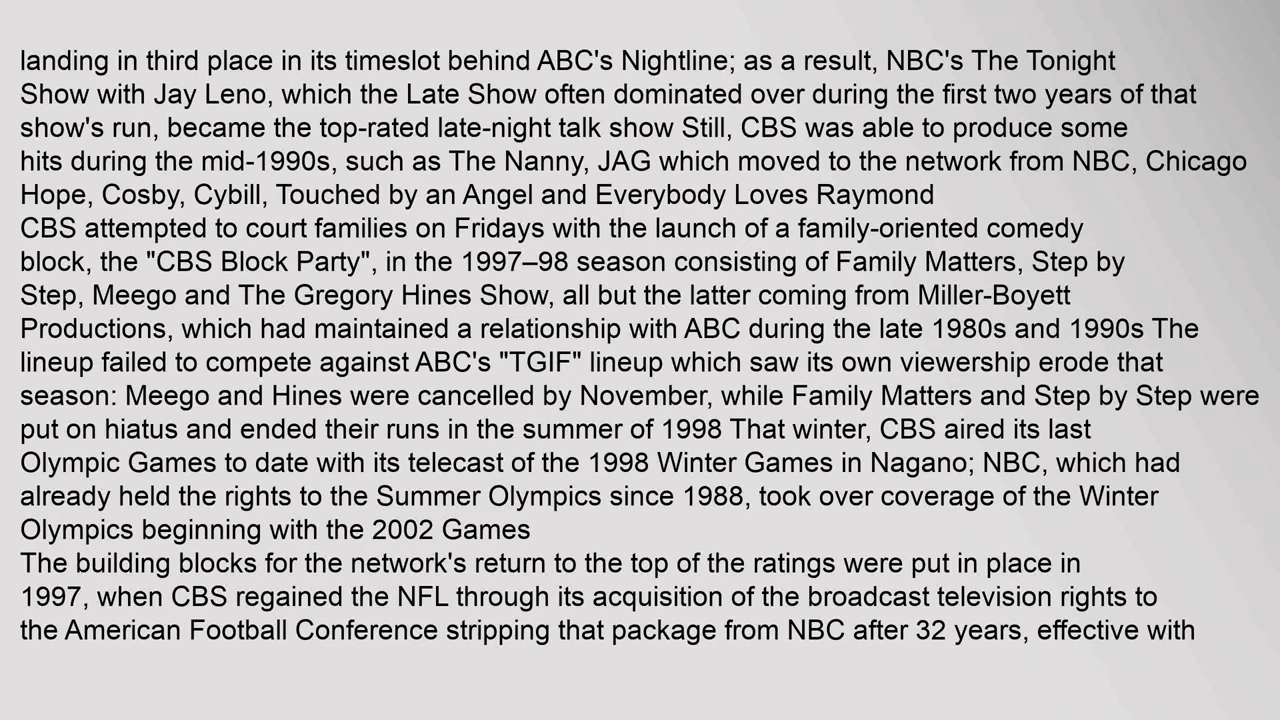 landing in third place in its timeslot behind ABC's Nightline; as a result, NBC's The Tonight
Show with Jay Leno, which the Late Show often dominated over during the first two years of that
show's run, became the top-rated late-night talk show Still, CBS was able to produce some
hits during the mid-1990s, such as The Nanny, JAG which moved to the network from NBC, Chicago
Hope, Cosby, Cybill, Touched by an Angel and Everybody Loves Raymond
CBS attempted to court families on Fridays with the launch of a family-oriented comedy
block, the "CBS Block Party", in the 1997–98 season consisting of Family Matters, Step by
Step, Meego and The Gregory Hines Show, all but the latter coming from Miller-Boyett
Productions, which had maintained a relationship with ABC during the late 1980s and 1990s The
lineup failed to compete against ABC's "TGIF" lineup which saw its own viewership erode that
season: Meego and Hines were cancelled by November, while Family Matters and Step by Step were
put on hiatus and ended their runs in the summer of 1998 That winter, CBS aired its last
Olympic Games to date with its telecast of the 1998 Winter Games in Nagano; NBC, which had
already held the rights to the Summer Olympics since 1988, took over coverage of the Winter
Olympics beginning with the 2002 Games
The building blocks for the network's return to the top of the ratings were put in place in
1997, when CBS regained the NFL through its acquisition of the broadcast television rights to
the American Football Conference stripping that package from NBC after 32 years, effective with